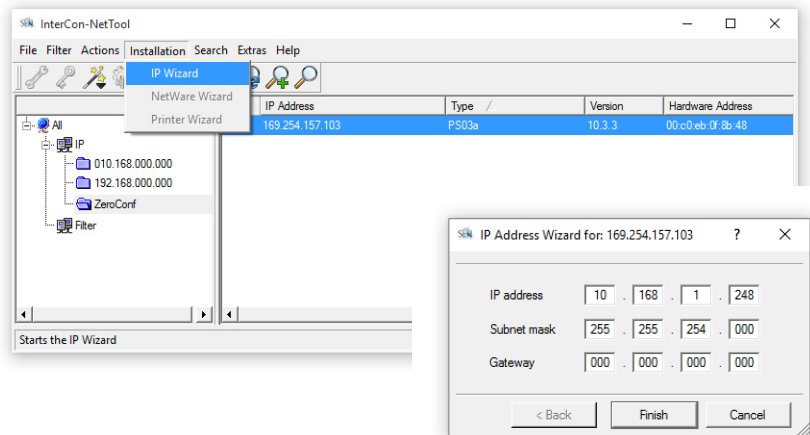 SEH InterCon-NetTool
File Filter Actions Installation Search Extras Help
IP Wizard
NetWare Wizard
Printer Wizard
IP Address Type Version Hardware Address
169.254.157.103 PS03a 10.3.3 00:c0:eb:0f:8b:48
All
IP
010.168.000.000
192.168.000.000
ZeroConf
Filter
Starts the IP Wizard
SEH IP Address Wizard for: 169.254.157.103 ?
IP address 10 . 168 . 1 . 248
Subnet mask 255 . 255 . 254 . 000
Gateway 000 . 000 . 000 . 000
< Back Finish Cancel